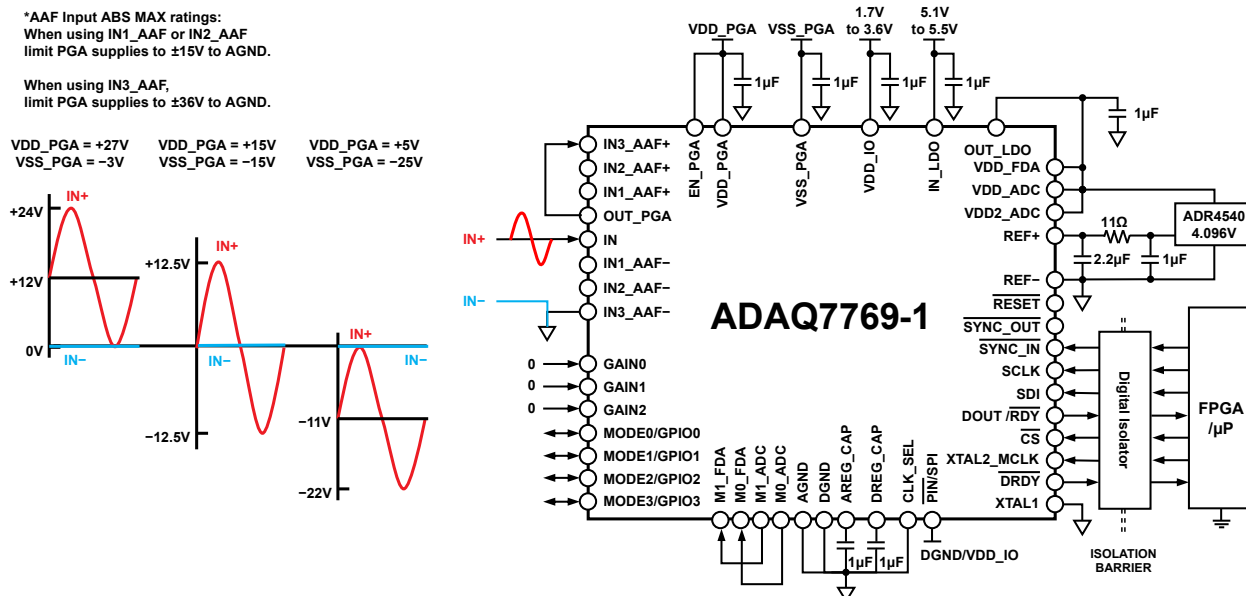 *AAF Input ABS MAX ratings:
When using IN1_AAF or IN2_AAF
limit PGA supplies to ±15V to AGND.
When using IN3_AAF,
limit PGA supplies to ±36V to AGND.
VDD_PGA = +27V
VSS_PGA = −3V
VDD_PGA = +15V
VSS_PGA = −15V
VDD_PGA = +5V
VSS_PGA = −25V
IN+
+24V
+12V
0V
IN−
IN+
+12.5V
IN−
−12.5V
IN+
IN−
−11V
−22V
VDD_PGA
1µF
VSS_PGA
1µF
1.7V
to 3.6V
1µF
5.1V
to 5.5V
1µF
1µF
EN_PGA
VDD_PGA
VSS_PGA
VDD_IO
IN_LDO
OUT_LDO
IN3_AAF+
IN2_AAF+
IN1_AAF+
OUT_PGA
IN+
IN
IN1_AAF−
IN2_AAF−
IN−
IN3_AAF−
0
GAIN0
0
GAIN1
0
GAIN2
MODE0/GPIO0
MODE1/GPIO1
MODE2/GPIO2
MODE3/GPIO3
ADAQ7769-1
VDD_FDA
VDD_ADC
VDD2_ADC
REF+
REF−
RESET
SYNC_OUT
SYNC_IN
SCLK
SDI
DOUT /RDY
CS
XTAL2_MCLK
DRDY
XTAL1
11Ω
2.2µF
1µF
ADR4540
4.096V
Digital Isolator
FPGA
/µP
ISOLATION
BARRIER
M1_FDA
M0_FDA
M1_ADC
M0_ADC
AGND
DGND
AREG_CAP
DREG_CAP
CLK_SEL
PIN/SPI
1µF
1µF
DGND/VDD_IO